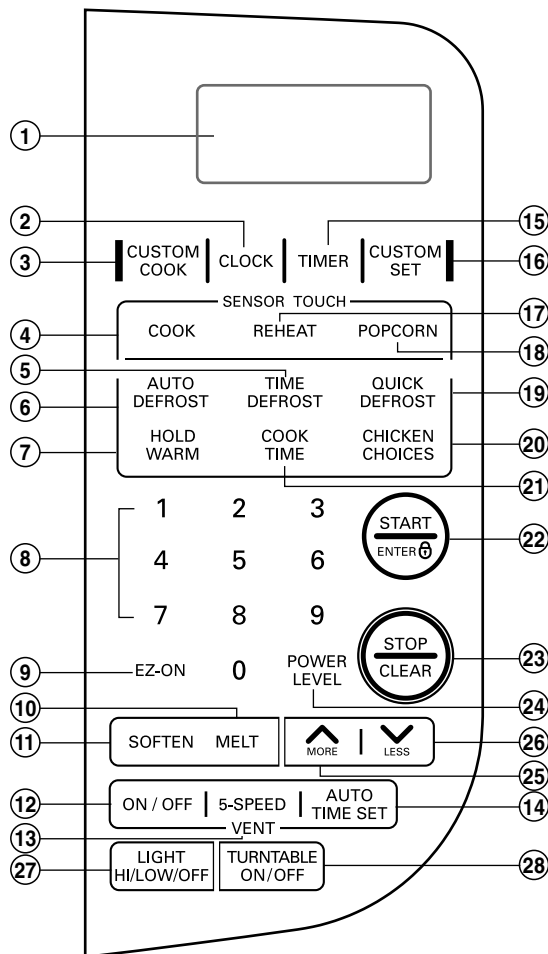 1
2
15
3
CUSTOM COOK
CLOCK
TIMER
CUSTOM SET
16
SENSOR TOUCH
17
4
COOK
REHEAT
POPCORN
18
5
6
AUTO DEFROST
TIME DEFROST
QUICK DEFROST
19
7
HOLD WARM
COOK TIME
CHICKEN CHOICES
20
21
1 2 3
START
ENTER
22
8
4 5 6
7 8 9
STOP
CLEAR
23
9
EZ-ON
0
POWER LEVEL
24
10
11
SOFTEN
MELT
MORE
LESS
26
25
12
ON / OFF
5-SPEED
AUTO TIME SET
14
13
VENT
27
LIGHT HI/LOW/OFF
TURNTABLE ON/OFF
28